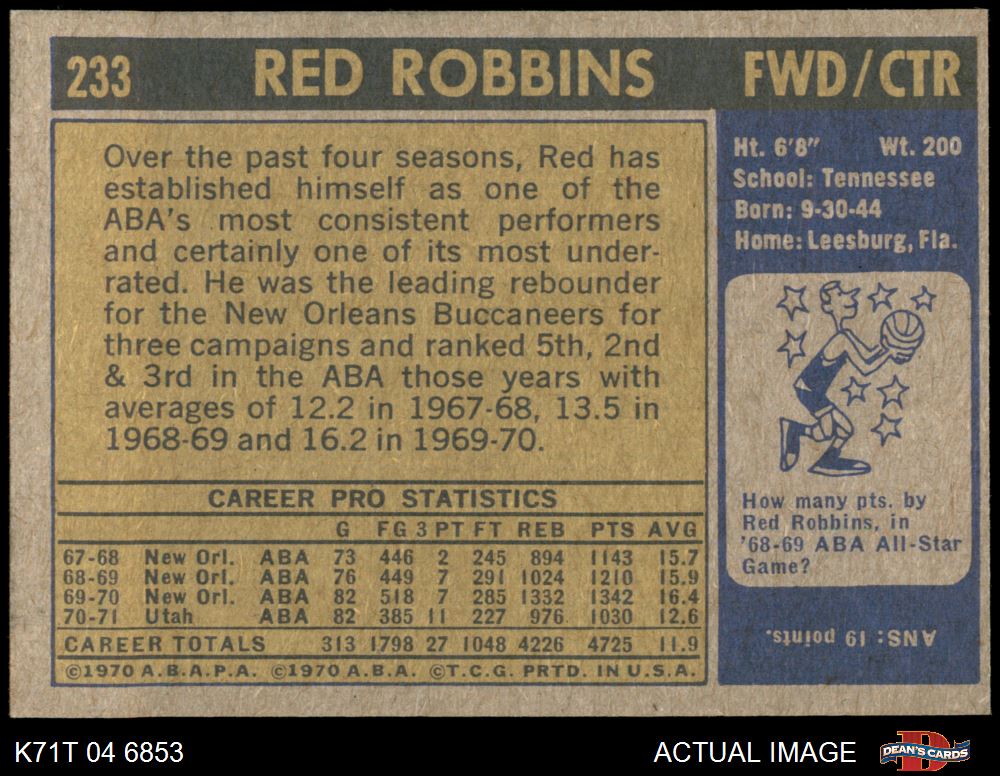 233 RED ROBBINS FWD/CTR
Over the past four seasons, Red has
established himself as one of the
ABA's most consistent performers
and certainly one of its most under-
rated. He was the leading rebounder
for the New Orleans Buccaneers for
three campaigns and ranked 5th, 2nd
& 3rd in the ABA those years with
averages of 12.2 in 1967-68, 13.5 in
1968-69 and 16.2 in 1969-70.
CAREER PRO STATISTICS
G FG 3 PT FT REB PTS AVG
67-68 New Orl. ABA 73 446 2 245 894 1143 15.7
68-69 New Orl. ABA 76 449 7 291 1024 1210 15.9
69-70 New Orl. ABA 82 518 7 285 1332 1342 16.4
70-71 Utah ABA 82 385 11 227 976 1030 12.6
CAREER TOTALS 313 1798 27 1048 4226 4725 11.9
©1970 A.B.A.P.A. ©1970 A.B.A. ©T.C.G. PRTD. IN U.S.A.
Ht. 6'8" Wt. 200
School: Tennessee
Born: 9-30-44
Home: Leesburg, Fla.
How many pts. by
Red Robbins, in
'68-69 ABA All-Star
Game?
ANS: 19 points.
K71T 04 6853
ACTUAL IMAGE
DEAN'S CARDS